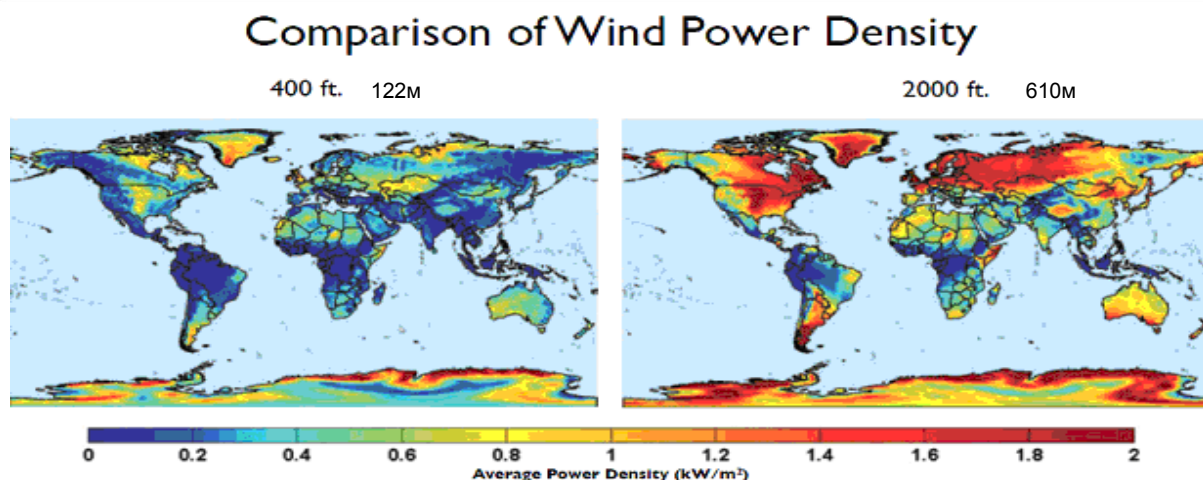 Comparison of Wind Power Density
400 ft. 122м
2000 ft. 610м
0 0.2 0.4 0.6 0.8 1 1.2 1.4 1.6 1.8 2
Average Power Density (kW/m²)